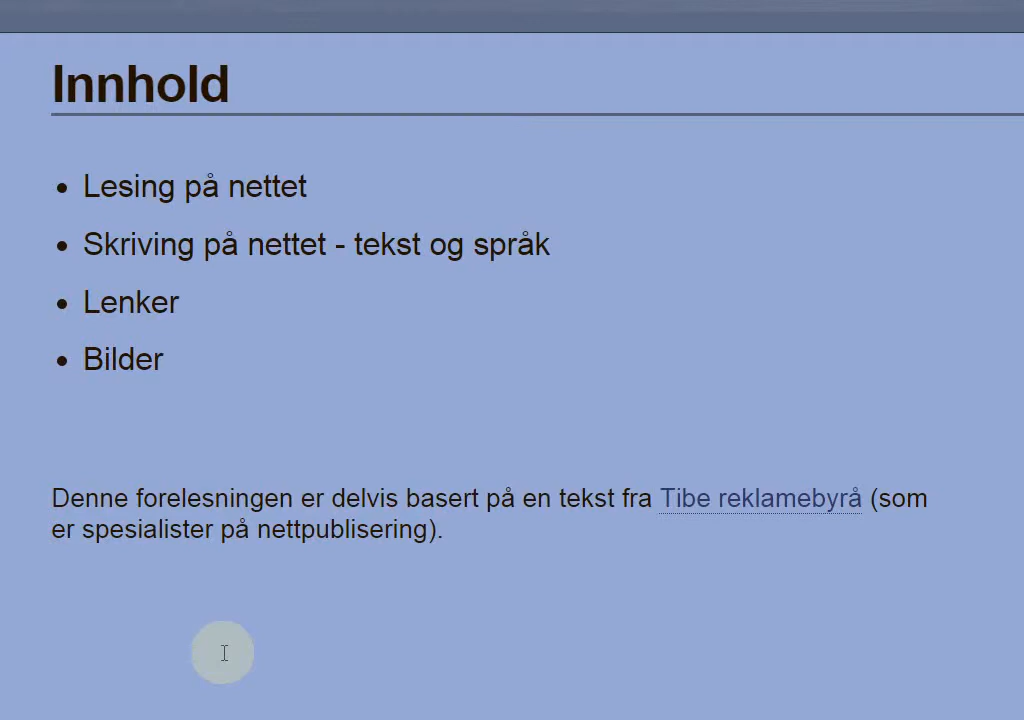 Innhold
Lesing på nettet
Skriving på nettet - tekst og språk
Lenker
Bilder
Denne forelesningen er delvis basert på en tekst fra Tibe reklamebyrå (som
er spesialister på nettpublisering).